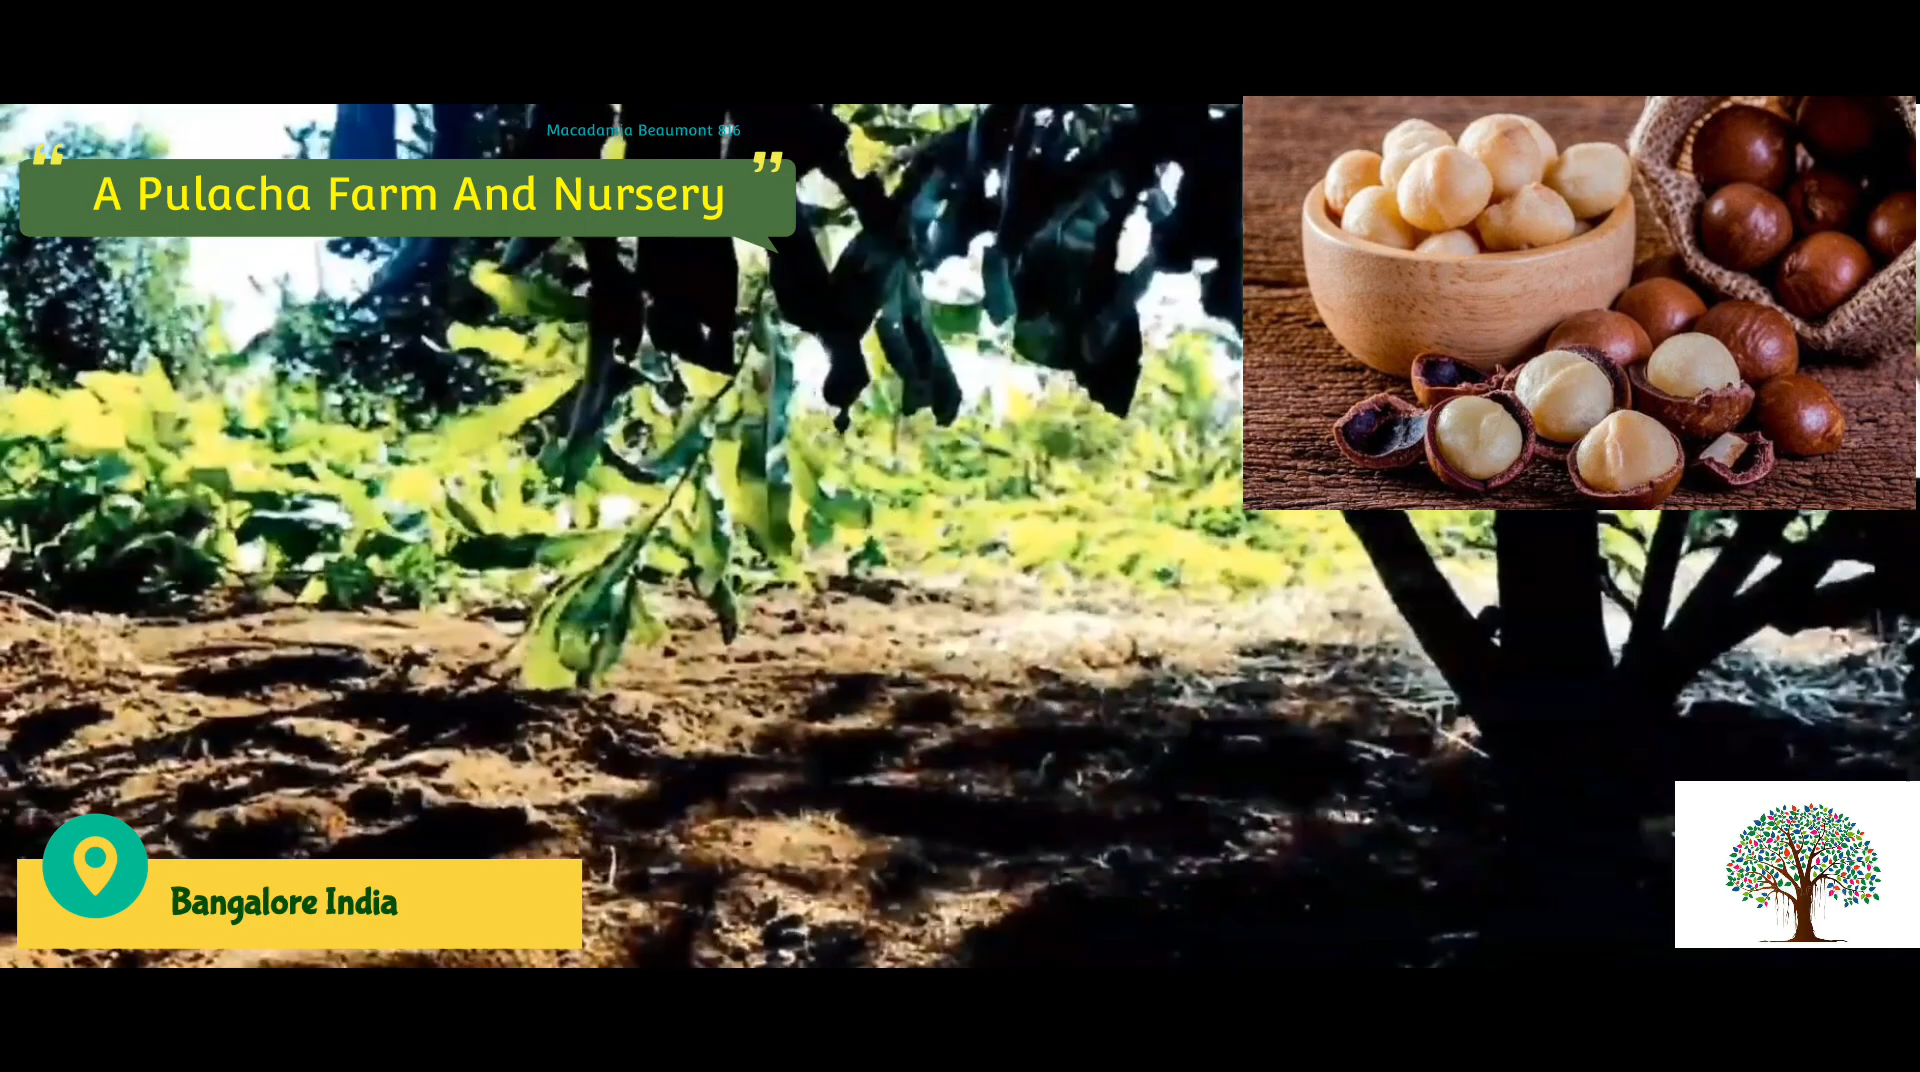 Macadamia Beaumont 816
“ A Pulacha Farm And Nursery ”
Bangalore India